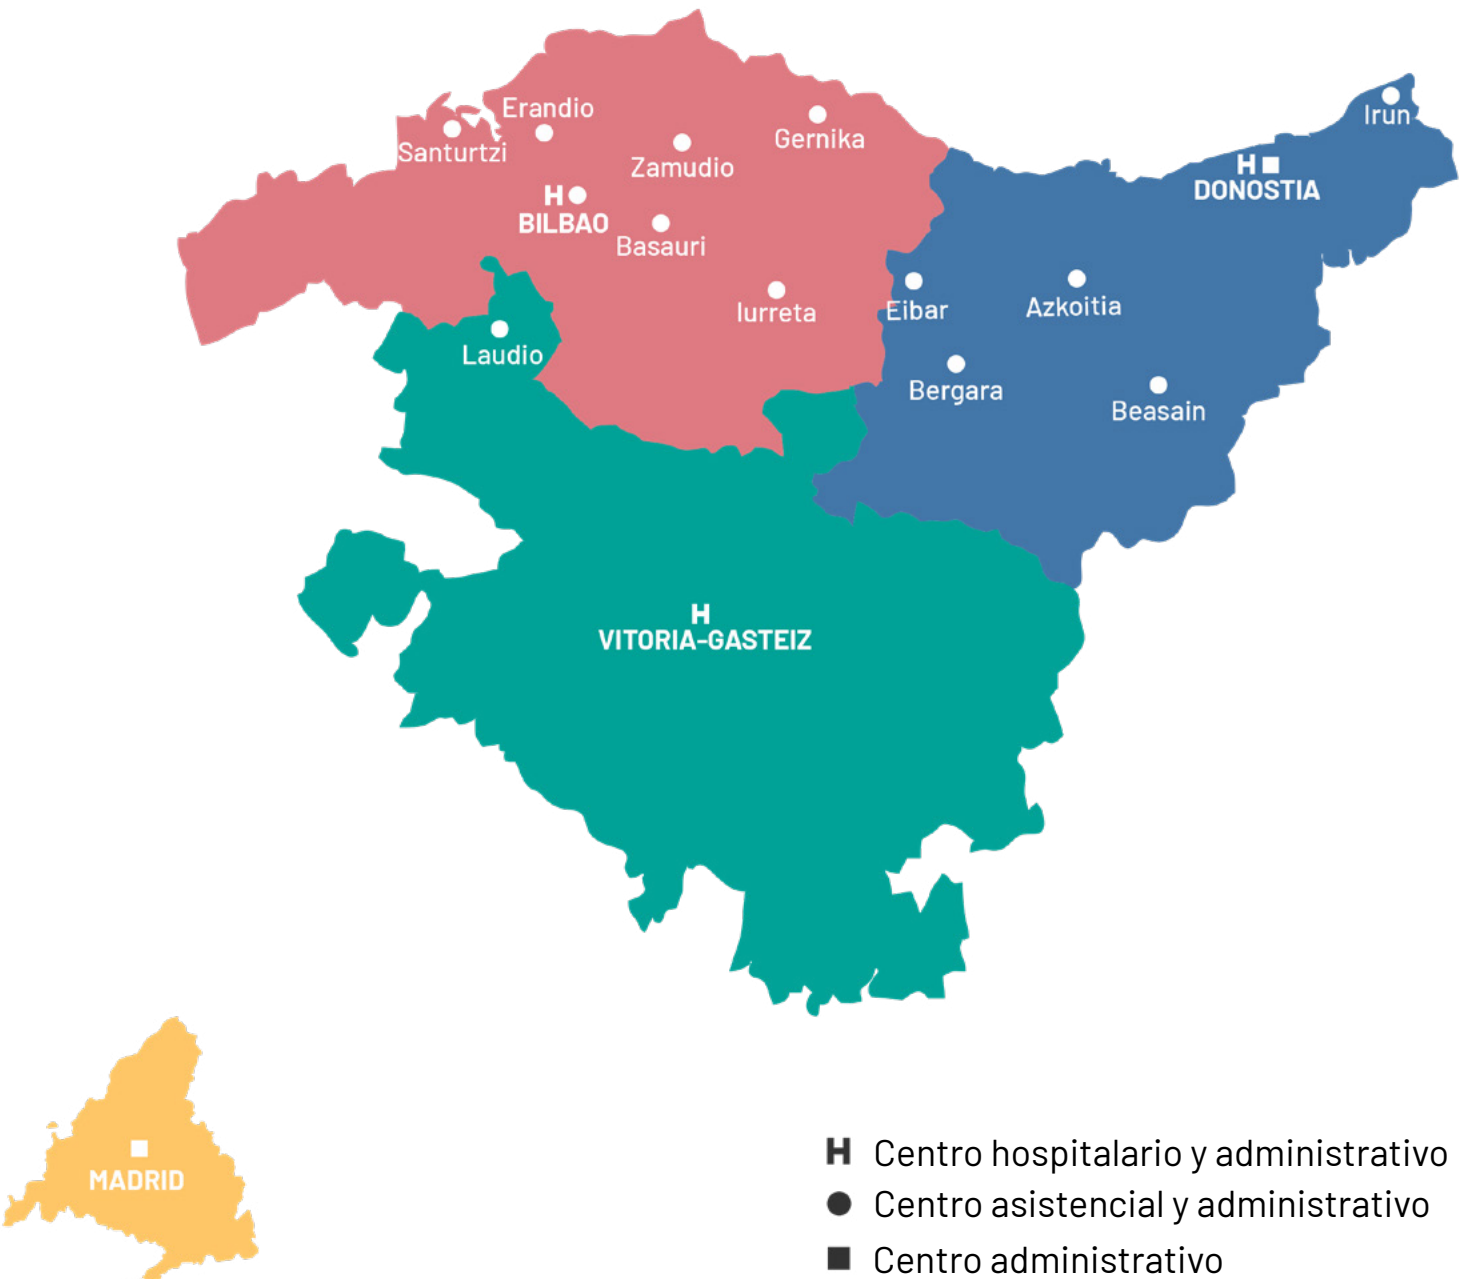 Erandio
Santurtzi
Gernika
Zamudio
H
BILBAO
Basauri
Iurreta
Laudio
Irun
H
DONOSTIA
Eibar
Azkoitia
Bergara
Beasain
H
VITORIA-GASTEIZ
MADRID
H Centro hospitalario y administrativo
Centro asistencial y administrativo
Centro administrativo